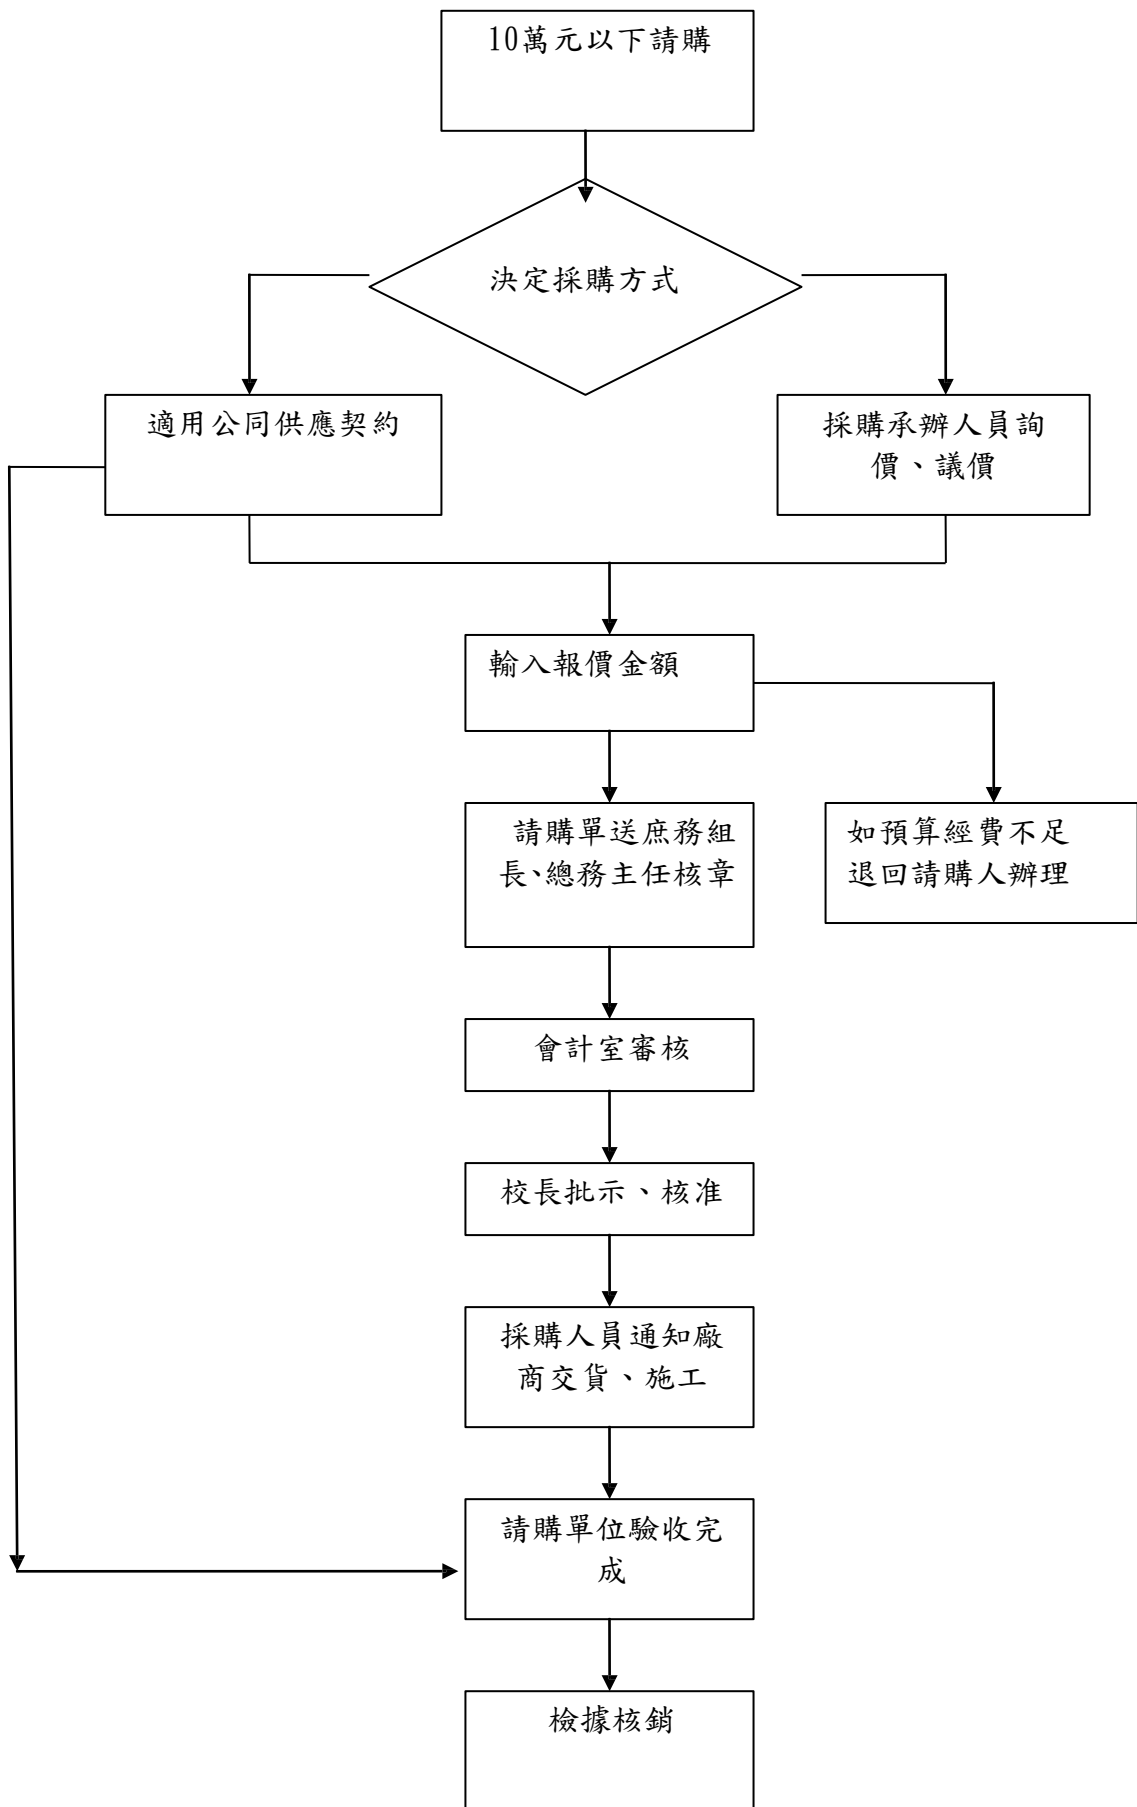 10萬元以下請購
決定採購方式
適用公同供應契約
採購承辦人員詢
價、議價
輸入報價金額
請購單送庶務組
長、總務主任核章
如預算經費不足
退回請購人辦理
會計室審核
校長批示、核准
採購人員通知廠
商交貨、施工
請購單位驗收完
成
檢據核銷